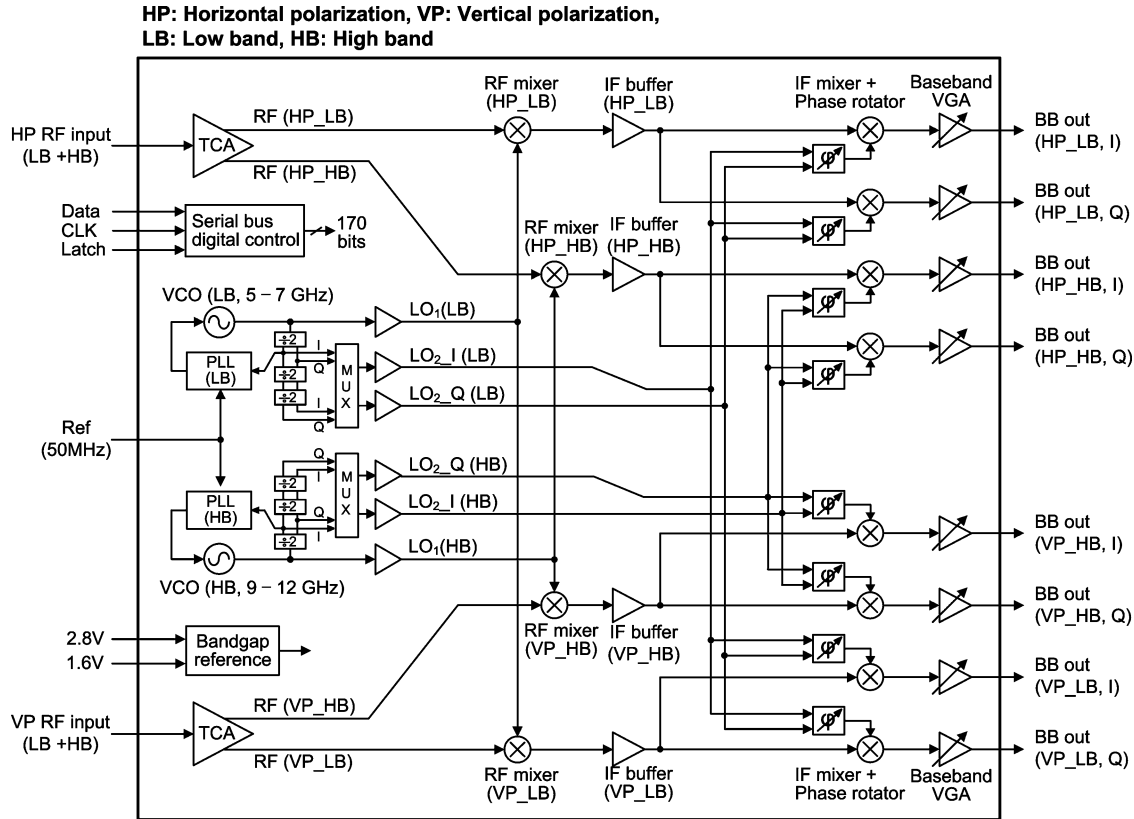 HP: Horizontal polarization, VP: Vertical polarization,
LB: Low band, HB: High band
RF mixer
(HP_LB)
IF buffer
(HP_LB)
IF mixer +
Phase rotator
Baseband
VGA
HP RF input
(LB +HB)
TCA
RF (HP_LB)
RF (HP_HB)
BB out
(HP_LB, I)
φ
BB out
(HP_LB, Q)
φ
Data
CLK
Latch
Serial bus
digital control
170
bits
RF mixer
(HP_HB)
IF buffer
(HP_HB)
BB out
(HP_HB, I)
φ
BB out
(HP_HB, Q)
φ
VCO (LB, 5 – 7 GHz)
LO₁(LB)
÷2
÷2
÷2
I
Q
I
Q
MUX
PLL
(LB)
LO₂_I (LB)
LO₂_Q (LB)
Ref
(50MHz)
PLL
(HB)
Q
I
Q
I
÷2
÷2
÷2
MUX
LO₂_Q (HB)
LO₂_I (HB)
LO₁(HB)
VCO (HB, 9 – 12 GHz)
φ
BB out
(VP_HB, I)
φ
BB out
(VP_HB, Q)
RF mixer
(VP_HB)
IF buffer
(VP_HB)
2.8V
1.6V
Bandgap
reference
φ
BB out
(VP_LB, I)
VP RF input
(LB +HB)
TCA
RF (VP_HB)
RF (VP_LB)
φ
BB out
(VP_LB, Q)
RF mixer
(VP_LB)
IF buffer
(VP_LB)
IF mixer +
Phase rotator
Baseband
VGA